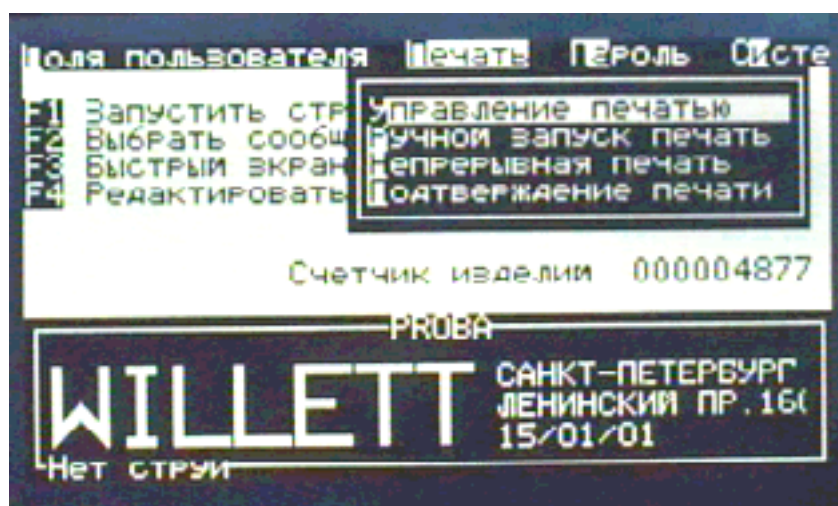 Поля пользователя Печать Пароль Систе
F1 Запустить стр
F2 Выбрать сообщ
F3 Быстрый экран
F4 Редактировать
Управление печатью
Ручной запуск печать
Непрерывная печать
Подтверждение печати
Счетчик изделий 000004877
PROBA
WILLETT
САНКТ-ПЕТЕРБУРГ
ЛЕНИНСКИЙ ПР.160
15/01/01
Нет струи